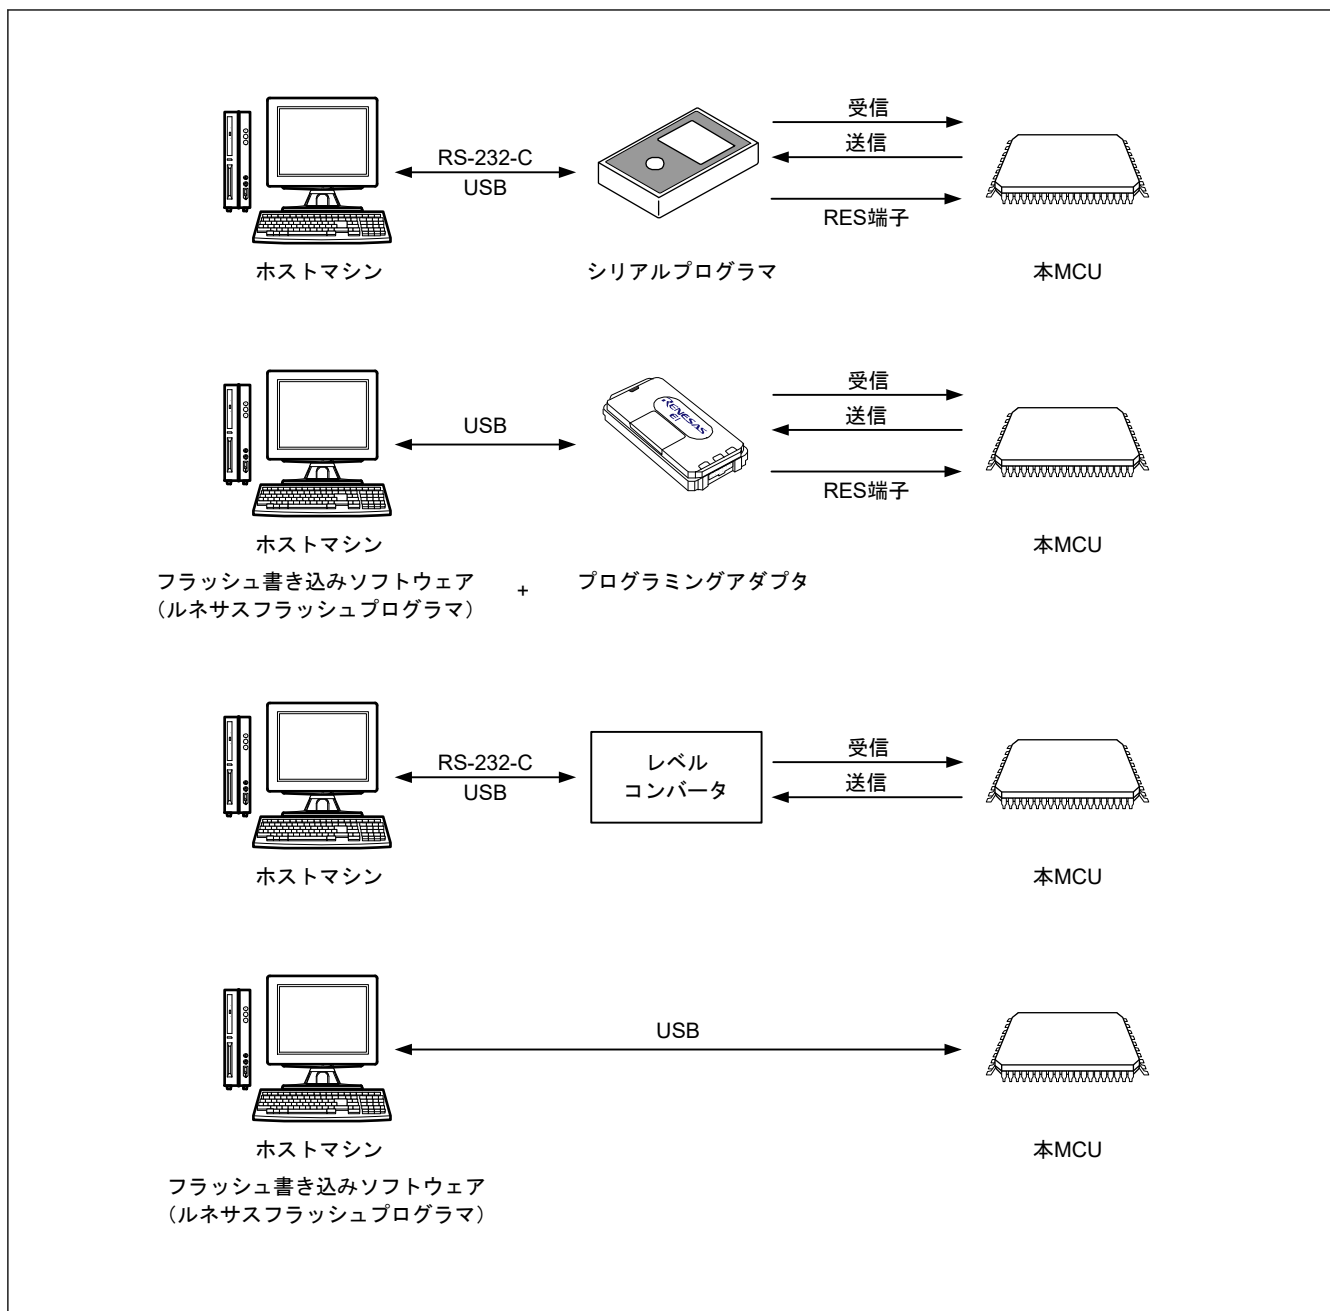 受信
RS-232-C
送信
USB
RES端子
ホストマシン
シリアルプログラマ
本MCU
受信
USB
RENESAS
E1
送信
RES端子
ホストマシン
本MCU
フラッシュ書き込みソフトウェア
(ルネサスフラッシュプログラマ)
+
プログラミングアダプタ
RS-232-C
USB
レベル
コンバータ
受信
送信
ホストマシン
本MCU
USB
ホストマシン
本MCU
フラッシュ書き込みソフトウェア
(ルネサスフラッシュプログラマ)